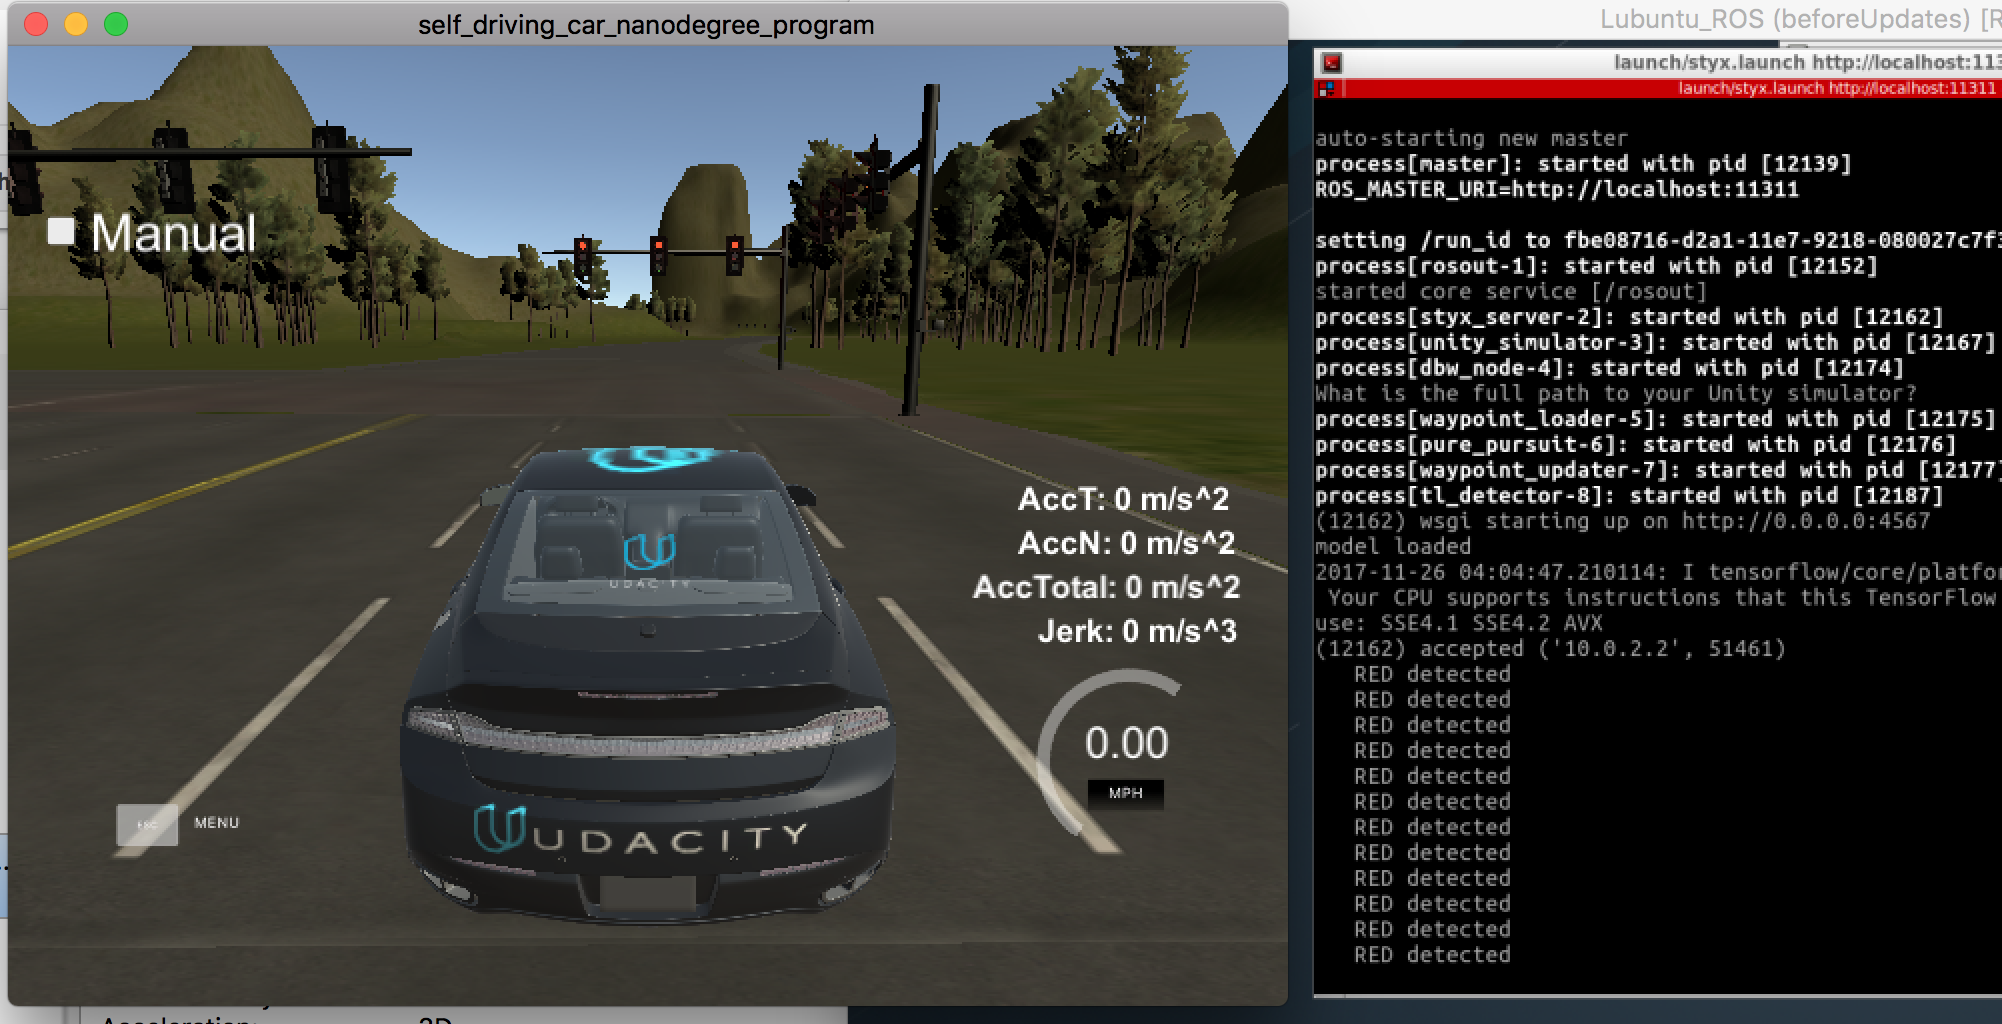 self_driving_car_nanodegree_program
Manual
AccT: 0 m/s^2
AccN: 0 m/s^2
AccTotal: 0 m/s^2
Jerk: 0 m/s^3
0.00
MPH
ESC MENU
UDACITY
UDACITY
Lubuntu_ROS (beforeUpdates) [R
launch/styx.launch http://localhost:113
launch/styx.launch http://localhost:11311
auto-starting new master
process[master]: started with pid [12139]
ROS_MASTER_URI=http://localhost:11311
setting /run_id to fbe08716-d2a1-11e7-9218-080027c7f3
process[rosout-1]: started with pid [12152]
started core service [/rosout]
process[styx_server-2]: started with pid [12162]
process[unity_simulator-3]: started with pid [12167]
process[dbw_node-4]: started with pid [12174]
What is the full path to your Unity simulator?
process[waypoint_loader-5]: started with pid [12175]
process[pure_pursuit-6]: started with pid [12176]
process[waypoint_updater-7]: started with pid [12177]
process[tl_detector-8]: started with pid [12187]
(12162) wsgi starting up on http://0.0.0.0:4567
model loaded
2017-11-26 04:04:47.210114: I tensorflow/core/platfor
Your CPU supports instructions that this TensorFlow
use: SSE4.1 SSE4.2 AVX
(12162) accepted ('10.0.2.2', 51461)
RED detected
RED detected
RED detected
RED detected
RED detected
RED detected
RED detected
RED detected
RED detected
RED detected
RED detected
RED detected